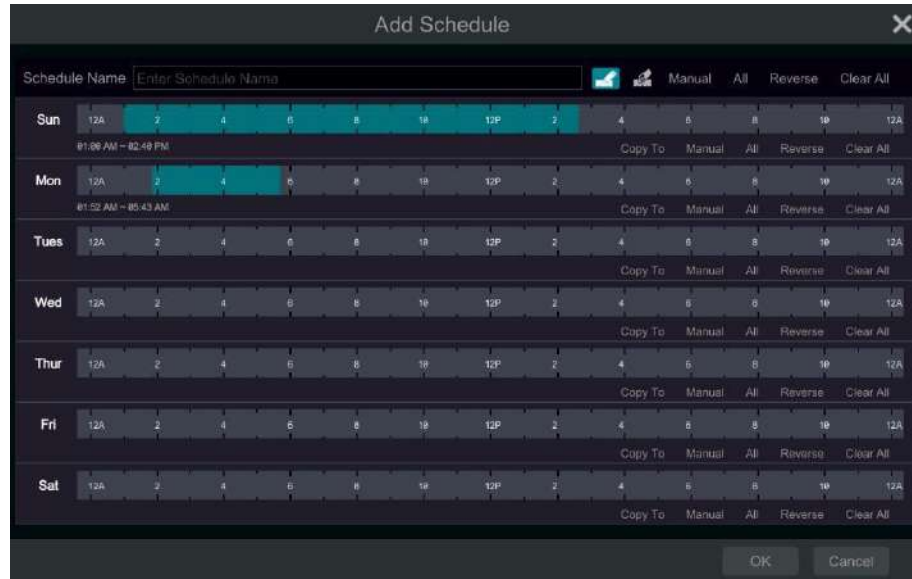 Add Schedule
Schedule Name Enter Schedule Name Manual All Reverse Clear All
Sun 12A 2 4 6 8 10 12P 2 4 6 8 10 12A
01:00 AM ~ 02:40 PM Copy To Manual All Reverse Clear All
Mon 12A 2 4 6 8 10 12P 2 4 6 8 10 12A
01:52 AM ~ 05:43 AM Copy To Manual All Reverse Clear All
Tues 12A 2 4 6 8 10 12P 2 4 6 8 10 12A
Copy To Manual All Reverse Clear All
Wed 12A 2 4 6 8 10 12P 2 4 6 8 10 12A
Copy To Manual All Reverse Clear All
Thur 12A 2 4 6 8 10 12P 2 4 6 8 10 12A
Copy To Manual All Reverse Clear All
Fri 12A 2 4 6 8 10 12P 2 4 6 8 10 12A
Copy To Manual All Reverse Clear All
Sat 12A 2 4 6 8 10 12P 2 4 6 8 10 12A
Copy To Manual All Reverse Clear All
OK Cancel